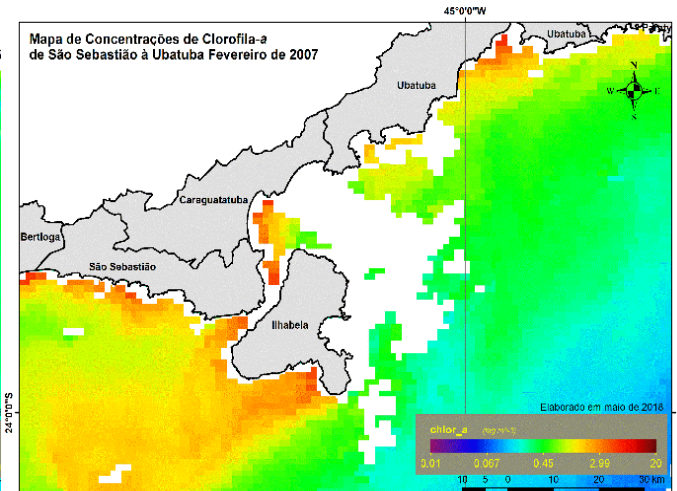 45°0'0"W
Mapa de Concentrações de Clorofila-a
de São Sebastião à Ubatuba Fevereiro de 2007
Ubatuba
Paraty
N
W E
S
Ubatuba
Caraguatatuba
Bertioga
São Sebastião
Ilhabela
24°0'0"S
Elaborado em maio de 2018
chlor_a
0.01 0.067 0.45 2.99 20
10 5 0 10 20 30 km